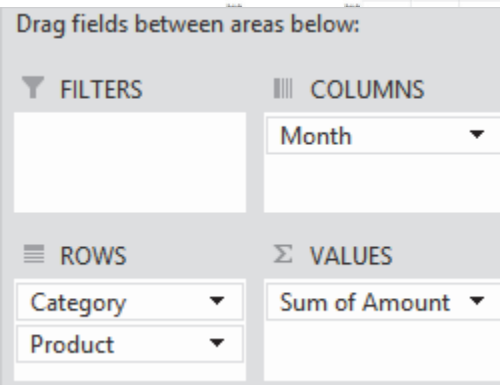 Drag fields between areas below:
FILTERS
COLUMNS
Month
ROWS
Σ VALUES
Category
Sum of Amount
Product